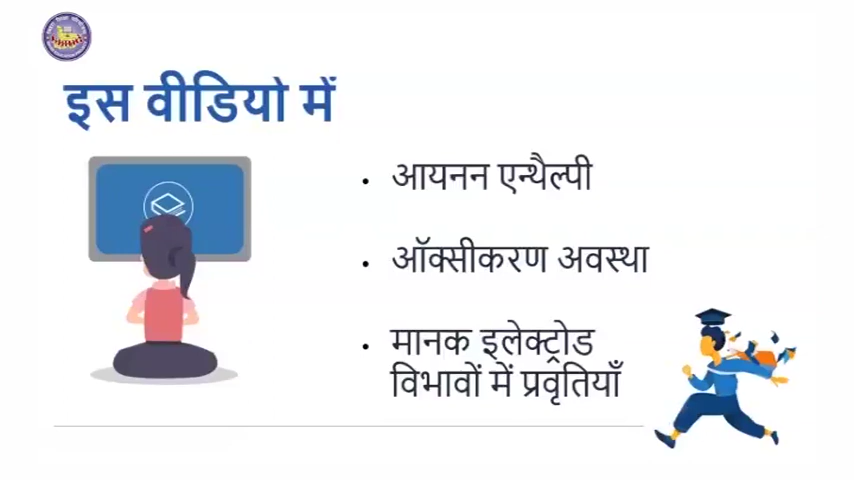 इस वीडियो में
• आयनन एन्थैल्पी
• ऑक्सीकरण अवस्था
• मानक इलेक्ट्रोड
विभावों में प्रवृतियाँ